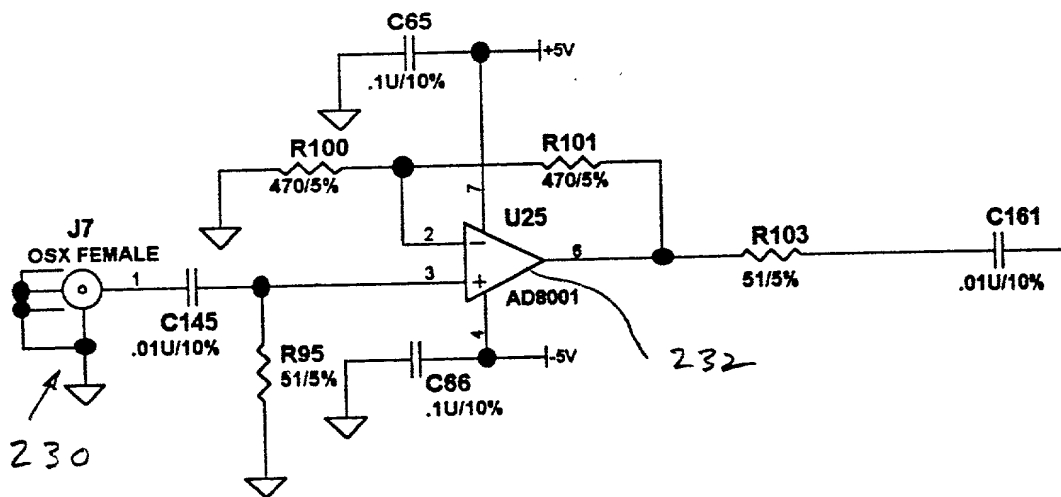 C65
+5V
.1U/10%
R100
R101
470/5%
470/5%
7
U25
J7
OSX FEMALE
2
−
6
R103
C161
1
3
+
C145
AD8001
51/5%
.01U/10%
.01U/10%
4
R95
51/5%
-5V
232
C66
.1U/10%
230